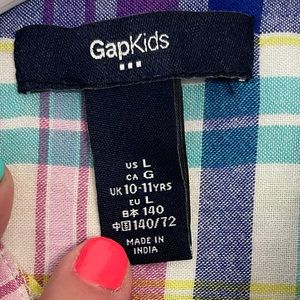 GapKids
US L
CA G
UK 10-11YRS
EU L
日本 140
中国 140/72
MADE IN
INDIA